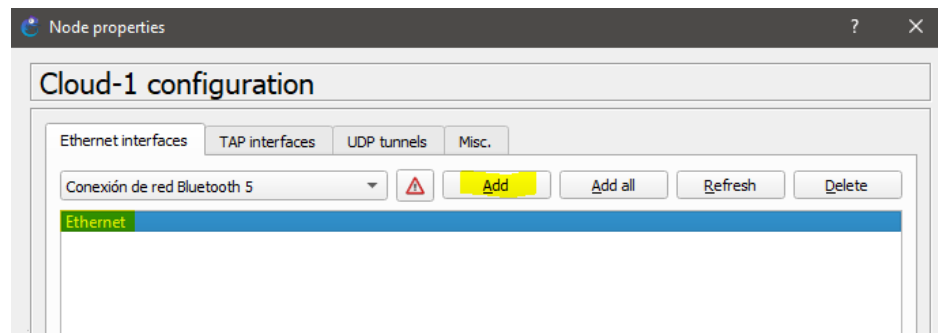 Node properties ? ×
Cloud-1 configuration
Ethernet interfaces TAP interfaces UDP tunnels Misc.
Conexión de red Bluetooth 5 Add Add all Refresh Delete
Ethernet